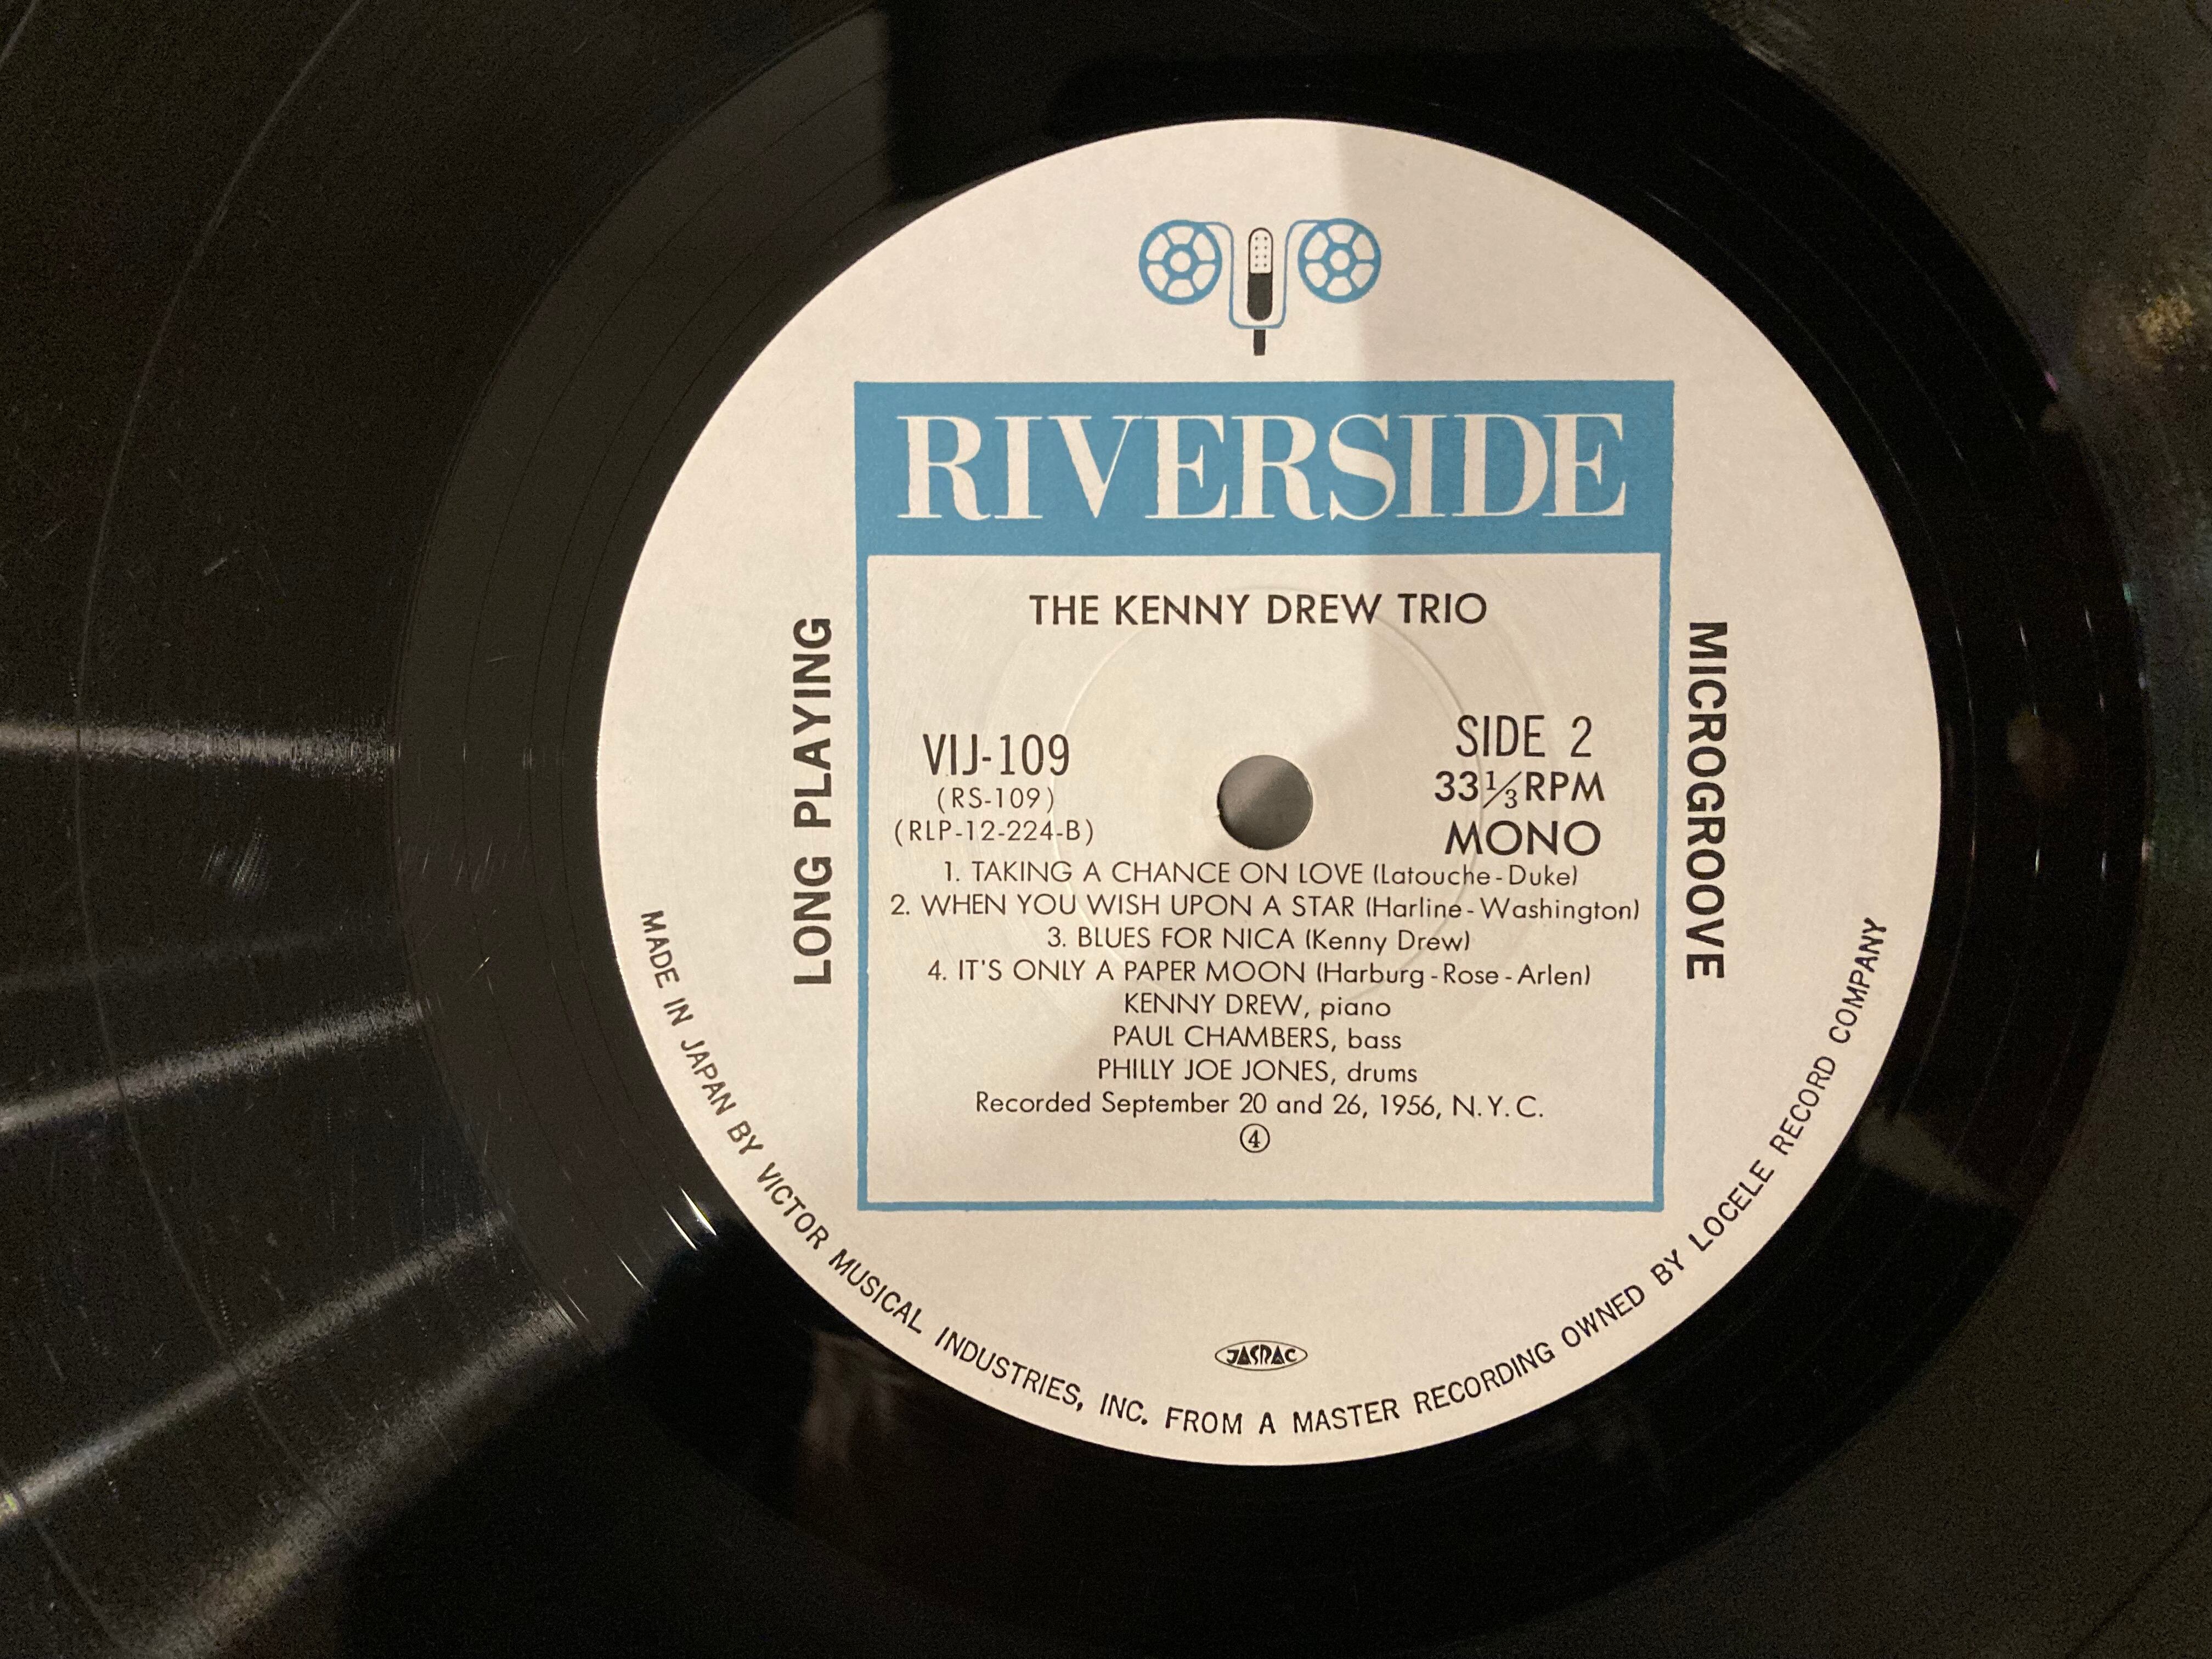 RIVERSIDE
THE KENNY DREW TRIO
LONG PLAYING
MICROGROOVE
VIJ-109
(RS-109)
(RLP-12-224-B)
SIDE 2
33⅓RPM
MONO
1. TAKING A CHANCE ON LOVE (Latouche-Duke)
2. WHEN YOU WISH UPON A STAR (Harline-Washington)
3. BLUES FOR NICA (Kenny Drew)
4. IT'S ONLY A PAPER MOON (Harburg-Rose-Arlen)
KENNY DREW, piano
PAUL CHAMBERS, bass
PHILLY JOE JONES, drums
Recorded September 20 and 26, 1956, N.Y.C.
④
JASRAC
MADE IN JAPAN BY VICTOR MUSICAL INDUSTRIES, INC. FROM A MASTER RECORDING OWNED BY LOCELE RECORD COMPANY